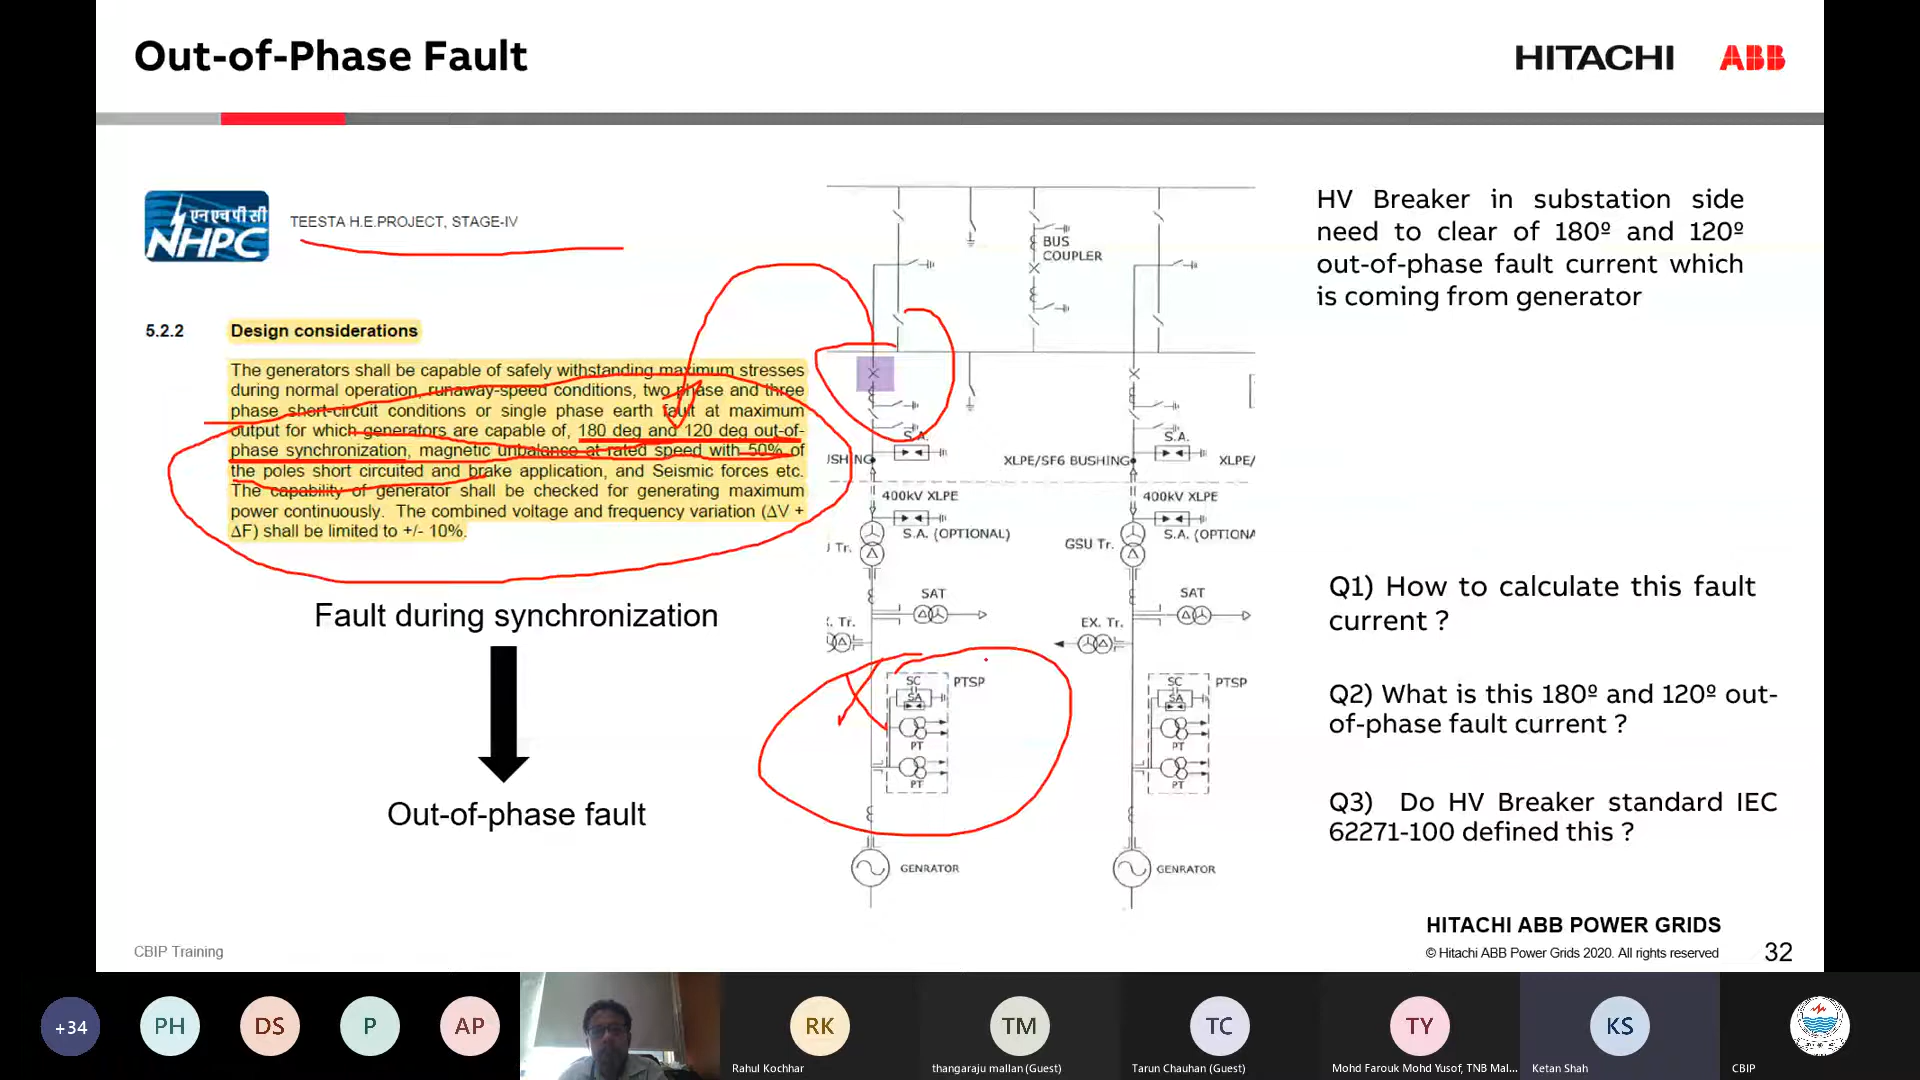 Out-of-Phase Fault
HITACHI ABB
एनएचपीसी
NHPC
TEESTA H.E.PROJECT, STAGE-IV
5.2.2 Design considerations
The generators shall be capable of safely withstanding maximum stresses
during normal operation, runaway-speed conditions, two phase and three
phase short-circuit conditions or single phase earth fault at maximum
output for which generators are capable of, 180 deg and 120 deg out-of-
phase synchronization, magnetic unbalance at rated speed with 50% of
the poles short circuited and brake application, and Seismic forces etc.
The capability of generator shall be checked for generating maximum
power continuously. The combined voltage and frequency variation (ΔV +
ΔF) shall be limited to +/- 10%.
Fault during synchronization
Out-of-phase fault
BUS
COUPLER
S.A.
S.A.
JSHING
XLPE/SF6 BUSHING
XLPE/
400kV XLPE
400kV XLPE
S.A. (OPTIONAL)
S.A. (OPTIONA
J Tr.
GSU Tr.
SAT
SAT
. Tr.
EX. Tr.
SC
SA
PTSP
PT
PT
SC
SA
PTSP
PT
PT
GENRATOR
GENRATOR
HV Breaker in substation side
need to clear of 180º and 120º
out-of-phase fault current which
is coming from generator
Q1) How to calculate this fault
current ?
Q2) What is this 180º and 120º out-
of-phase fault current ?
Q3) Do HV Breaker standard IEC
62271-100 defined this ?
HITACHI ABB POWER GRIDS
© Hitachi ABB Power Grids 2020. All rights reserved
32
CBIP Training
+34
PH
DS
P
AP
RK
TM
TC
TY
KS
Rahul Kochhar
thangaraju mallan (Guest)
Tarun Chauhan (Guest)
Mohd Farouk Mohd Yusof, TNB Mal...
Ketan Shah
CBIP